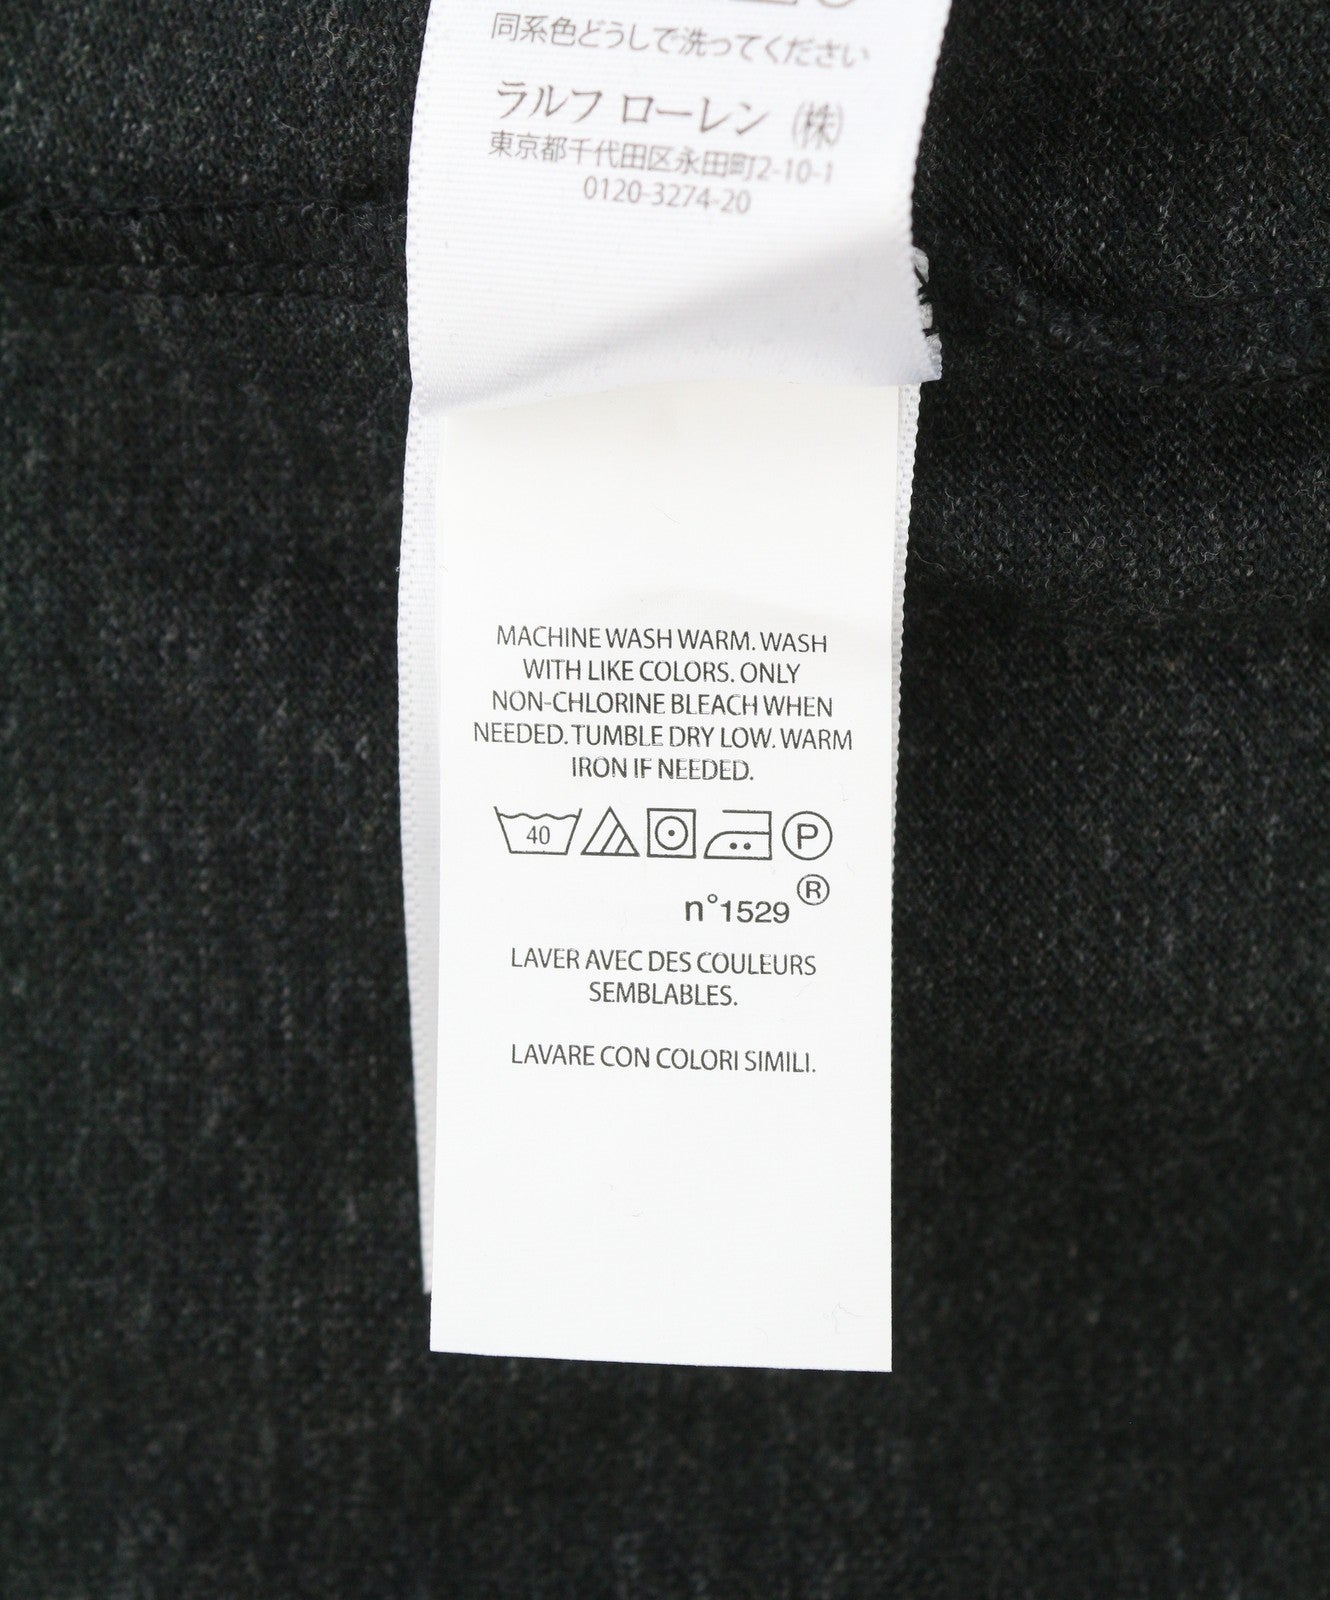 同系色どうしで洗ってください
ラルフ ローレン (株)
東京都千代田区永田町2-10-1
0120-3274-20
MACHINE WASH WARM. WASH
WITH LIKE COLORS. ONLY
NON-CHLORINE BLEACH WHEN
NEEDED. TUMBLE DRY LOW. WARM
IRON IF NEEDED.
40 P
n°1529 ®
LAVER AVEC DES COULEURS
SEMBLABLES.
LAVARE CON COLORI SIMILI.